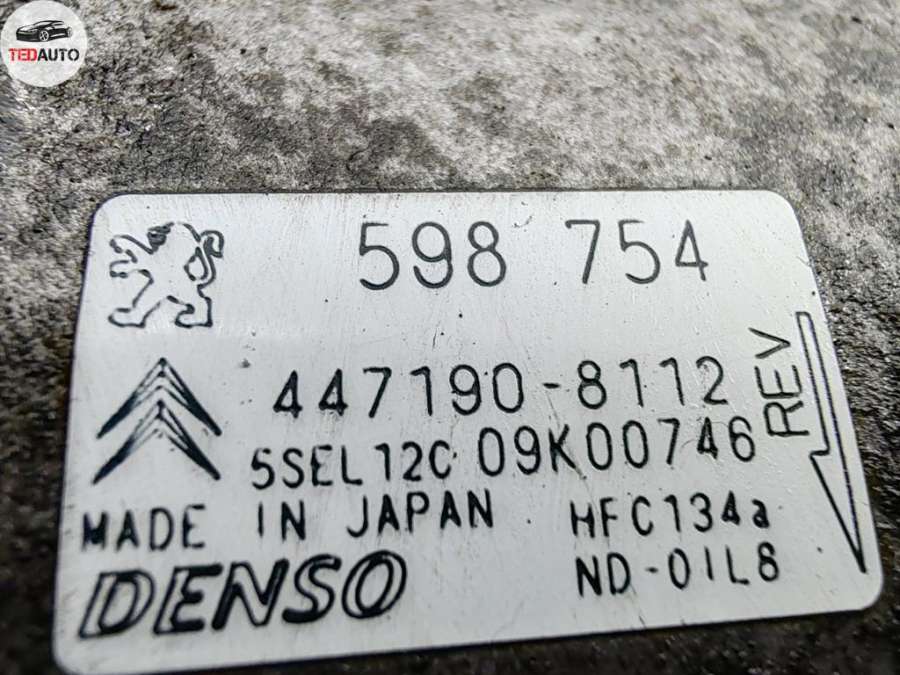 TEDAUTO
598 754
447190-8112
5SEL12C 09K00746
REV
MADE IN JAPAN HFC134a
DENSO ND-OIL8